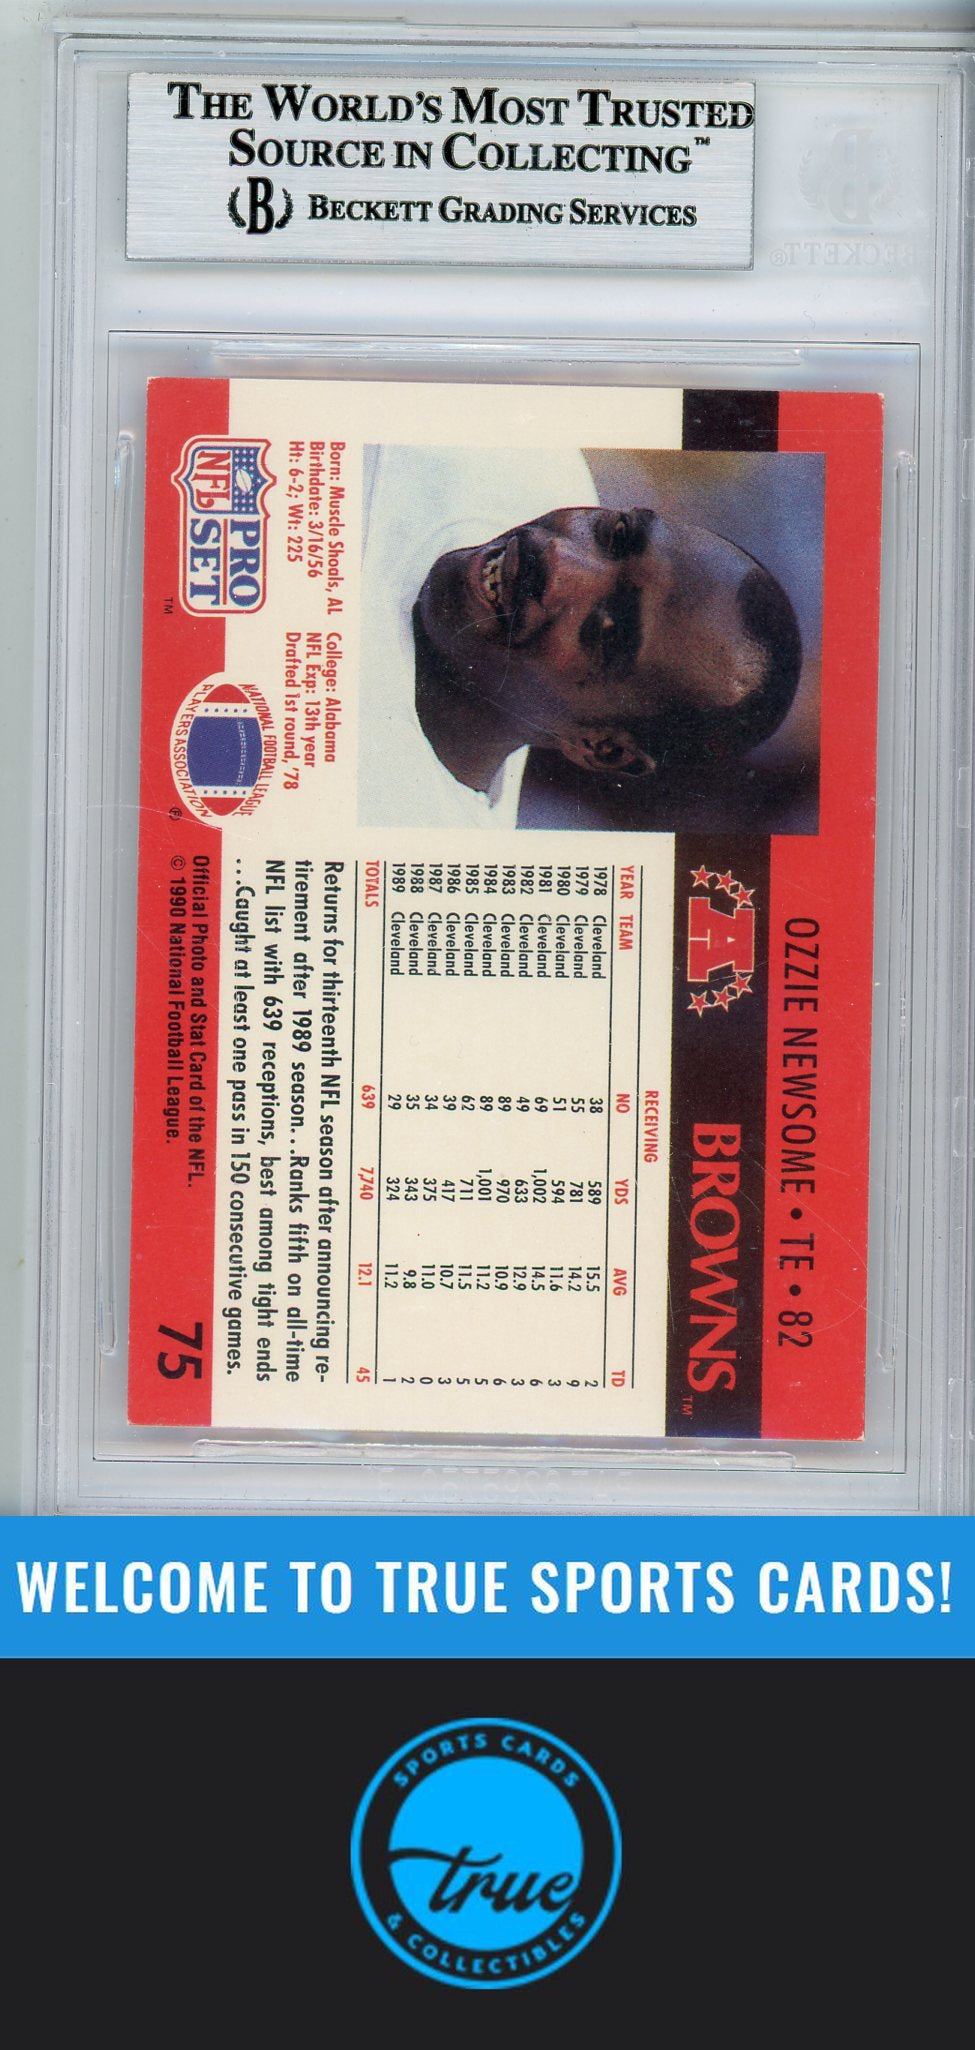 THE WORLD'S MOST TRUSTED
SOURCE IN COLLECTING™
B BECKETT GRADING SERVICES
BECKETT®
OZZIE NEWSOME • TE • 82
A BROWNS™
RECEIVING
YEAR TEAM NO YDS AVG TD
1978 Cleveland 38 589 15.5 2
1979 Cleveland 55 781 14.2 9
1980 Cleveland 51 594 11.6 3
1981 Cleveland 69 1,002 14.5 6
1982 Cleveland 49 633 12.9 3
1983 Cleveland 89 970 10.9 6
1984 Cleveland 89 1,001 11.2 5
1985 Cleveland 62 711 11.5 5
1986 Cleveland 39 417 10.7 3
1987 Cleveland 34 375 11.0 0
1988 Cleveland 35 343 9.8 2
1989 Cleveland 29 324 11.2 1
TOTALS 639 7,740 12.1 45
Born: Muscle Shoals, AL College: Alabama
Birthdate: 3/16/56 NFL Exp: 13th year
Ht: 6-2; Wt: 225 Drafted 1st round, '78
Returns for thirteenth NFL season after announcing re-
tirement after 1989 season. . .Ranks fifth on all-time
NFL list with 639 receptions, best among tight ends
. . .Caught at least one pass in 150 consecutive games.
NFL PRO SET™
NATIONAL FOOTBALL LEAGUE
PLAYERS ASSOCIATION ®
Official Photo and Stat Card of the NFL.
© 1990 National Football League.
75
WELCOME TO TRUE SPORTS CARDS!
SPORTS CARDS
true
& COLLECTIBLES